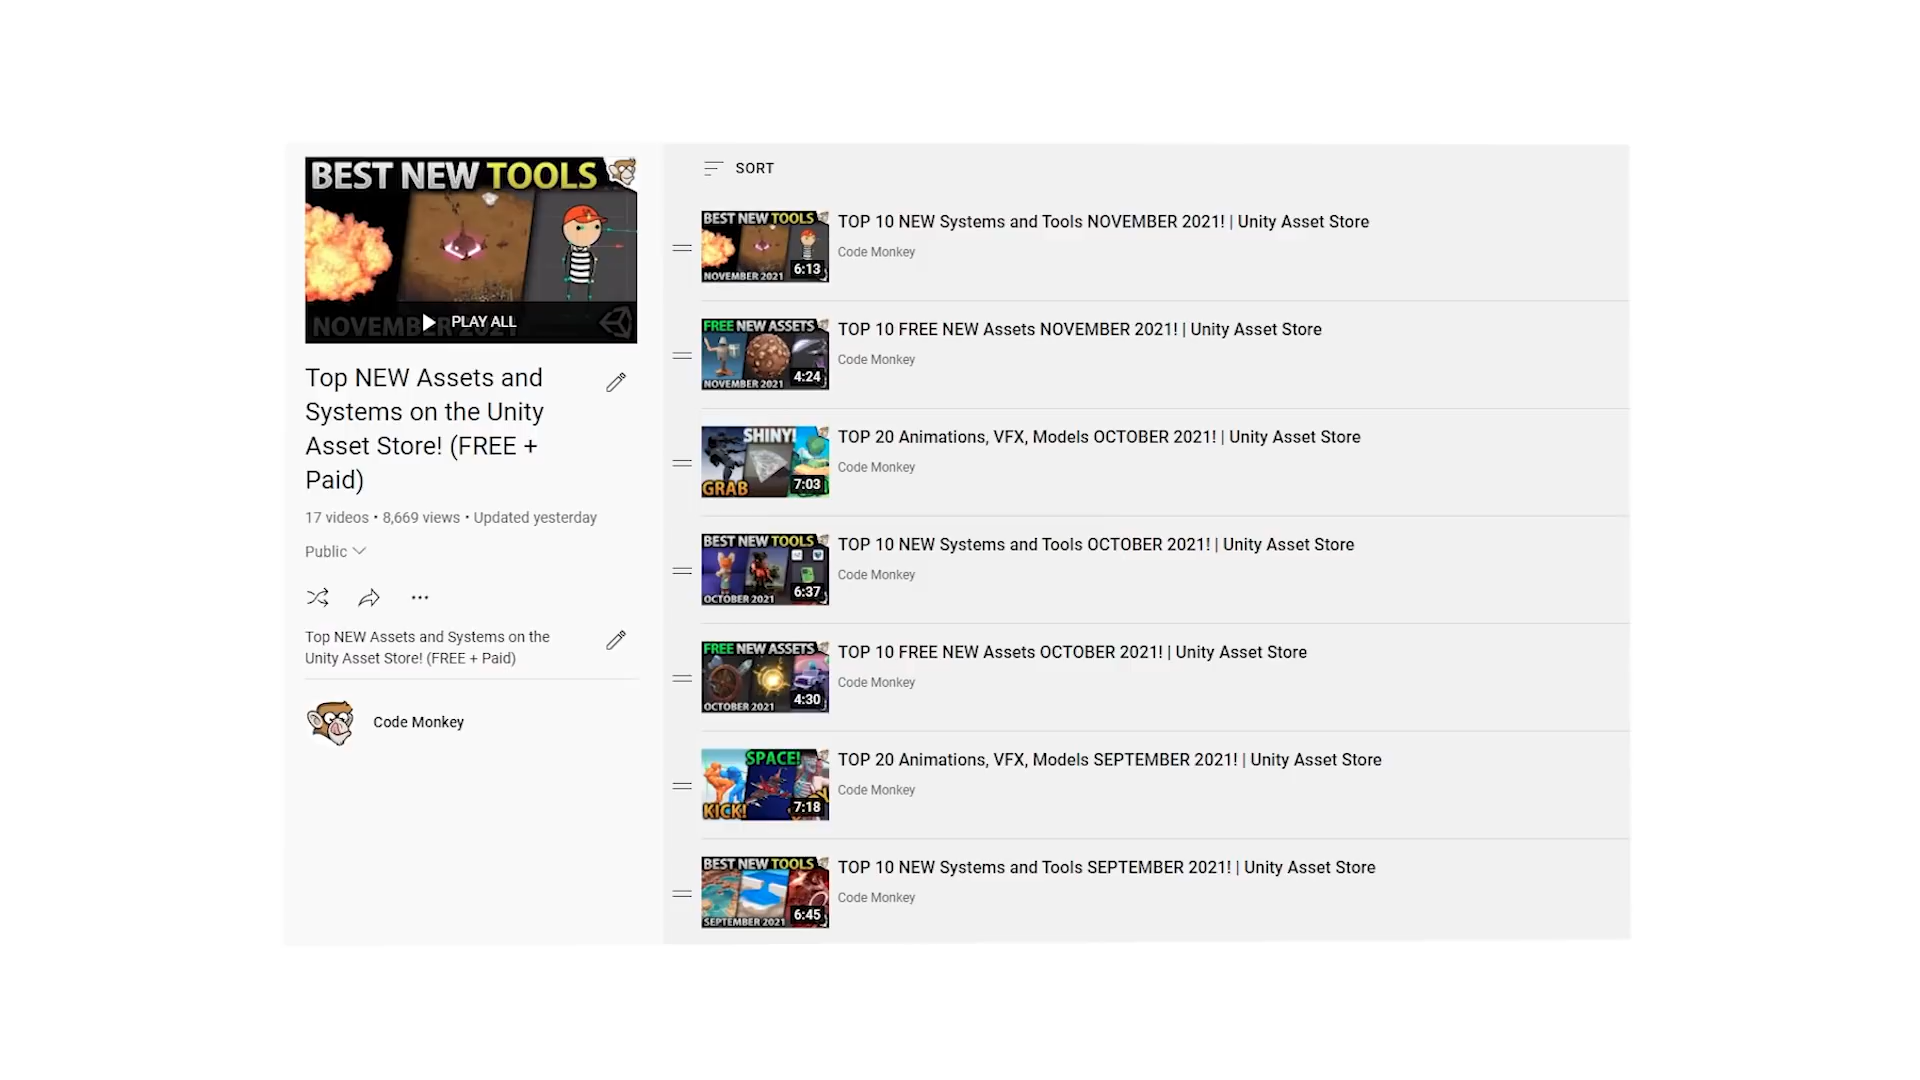 BEST NEW TOOLS
NOVEMBER 2021
PLAY ALL
Top NEW Assets and
Systems on the Unity
Asset Store! (FREE +
Paid)
17 videos • 8,669 views • Updated yesterday
Public
Top NEW Assets and Systems on the
Unity Asset Store! (FREE + Paid)
Code Monkey
SORT
BEST NEW TOOLS
NOVEMBER 2021
6:13
TOP 10 NEW Systems and Tools NOVEMBER 2021! | Unity Asset Store
Code Monkey
FREE NEW ASSETS
NOVEMBER 2021
4:24
TOP 10 FREE NEW Assets NOVEMBER 2021! | Unity Asset Store
Code Monkey
SHINY!
GRAB
7:03
TOP 20 Animations, VFX, Models OCTOBER 2021! | Unity Asset Store
Code Monkey
BEST NEW TOOLS
OCTOBER 2021
6:37
TOP 10 NEW Systems and Tools OCTOBER 2021! | Unity Asset Store
Code Monkey
FREE NEW ASSETS
OCTOBER 2021
4:30
TOP 10 FREE NEW Assets OCTOBER 2021! | Unity Asset Store
Code Monkey
SPACE!
KICK!
7:18
TOP 20 Animations, VFX, Models SEPTEMBER 2021! | Unity Asset Store
Code Monkey
BEST NEW TOOLS
SEPTEMBER 2021
6:45
TOP 10 NEW Systems and Tools SEPTEMBER 2021! | Unity Asset Store
Code Monkey